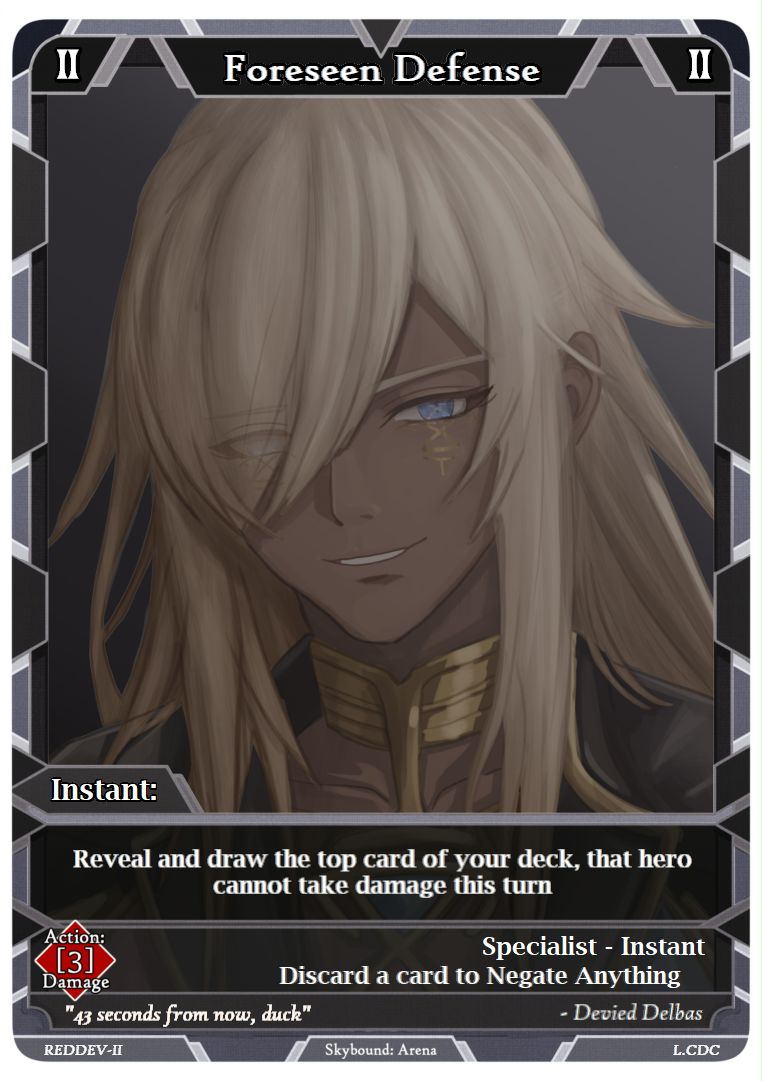 II Foreseen Defense II
Instant:
Reveal and draw the top card of your deck, that hero
cannot take damage this turn
Action:
[3]
Damage
Specialist - Instant
Discard a card to Negate Anything
"43 seconds from now, duck" - Devied Delbas
REDDEV-II Skybound: Arena L.CDC